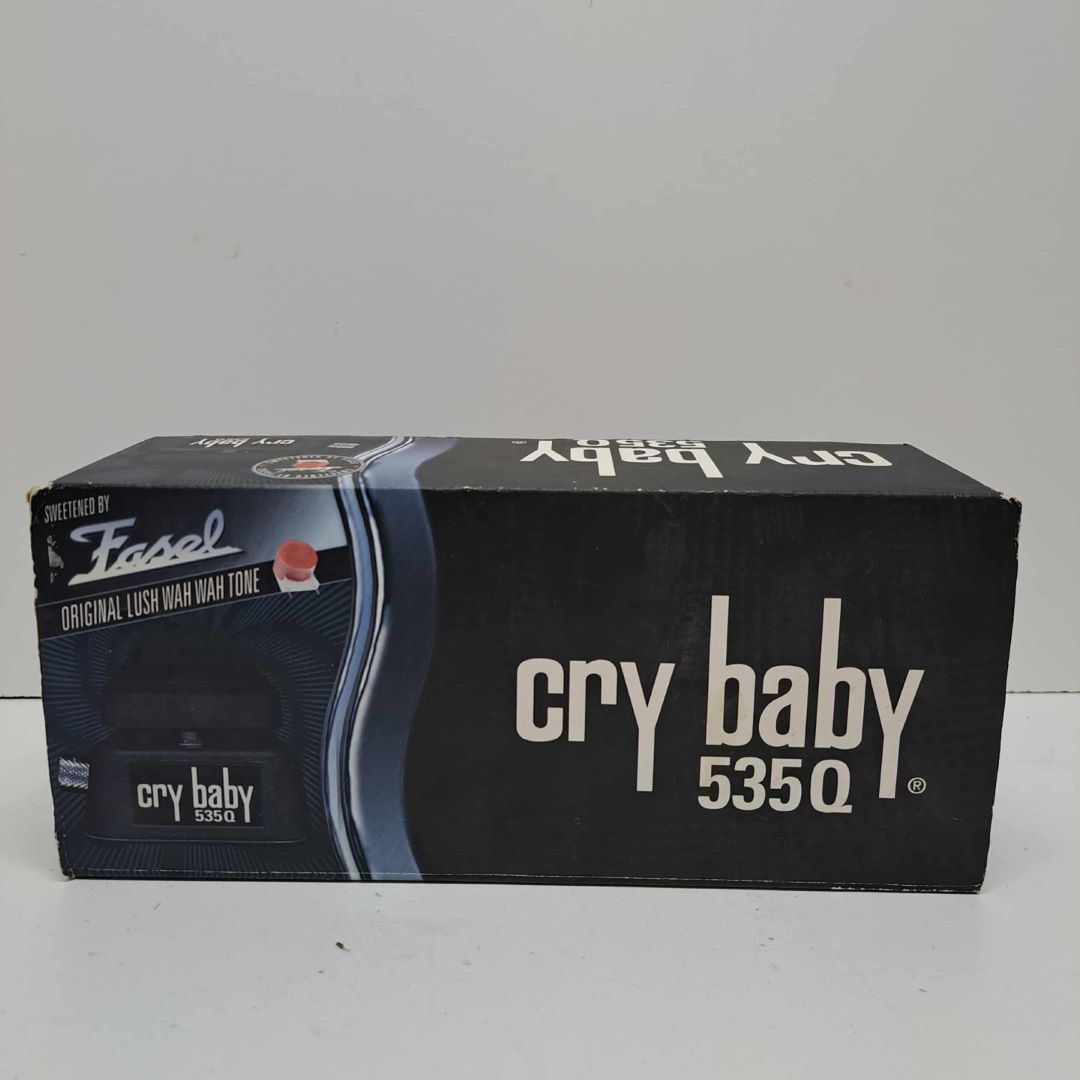 cry baby
cry baby
535Q
®
SWEETENED BY
Fasel
ORIGINAL LUSH WAH WAH TONE
cry baby
535Q
cry baby
535Q
®